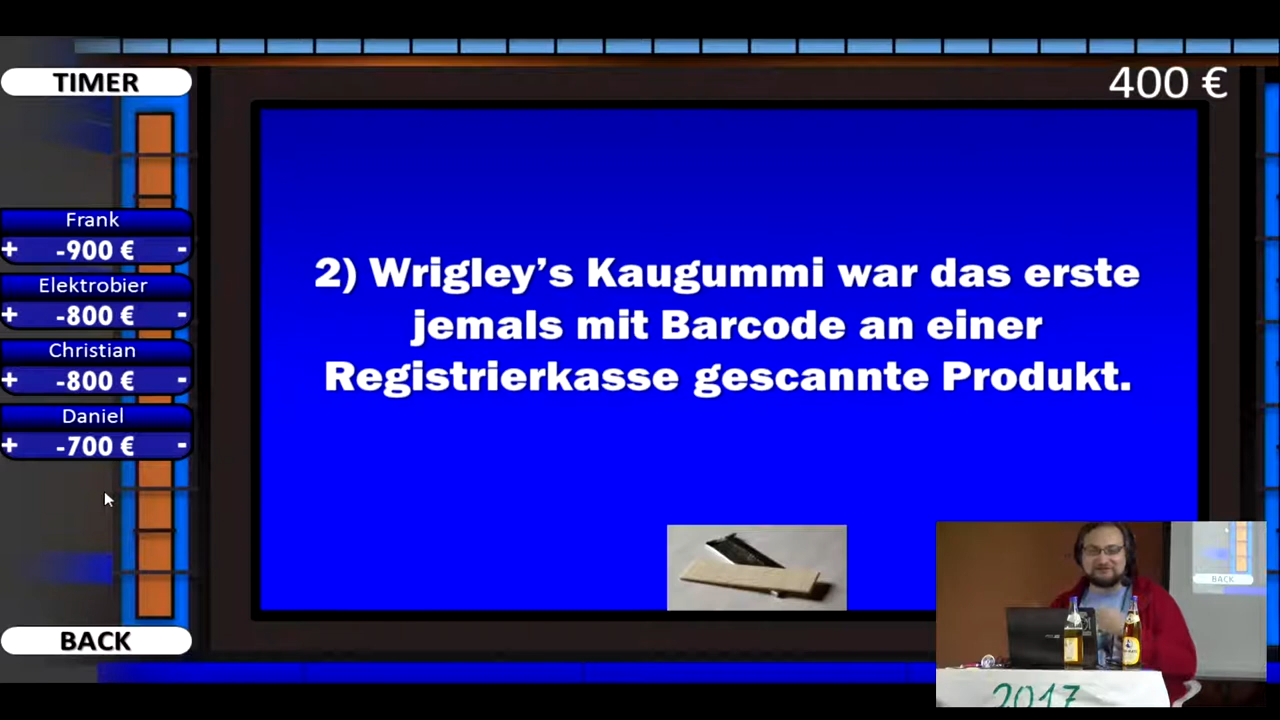 TIMER
400 €
Frank
+ -900 € -
Elektrobier
+ -800 € -
Christian
+ -800 € -
Daniel
+ -700 € -
2) Wrigley’s Kaugummi war das erste
jemals mit Barcode an einer
Registrierkasse gescannte Produkt.
BACK
BACK
2017